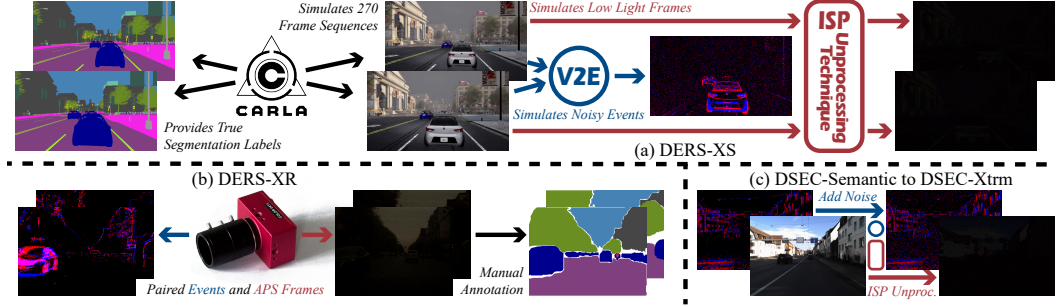 Simulates 270
Frame Sequences
CARLA
Provides True
Segmentation Labels
Simulates Low Light Frames
V2E
Simulates Noisy Events
ISP
Unprocessing
Technique
(a) DERS-XS
(b) DERS-XR
Paired Events and APS Frames
Manual
Annotation
(c) DSEC-Semantic to DSEC-Xtrm
Add Noise
ISP Unproc.